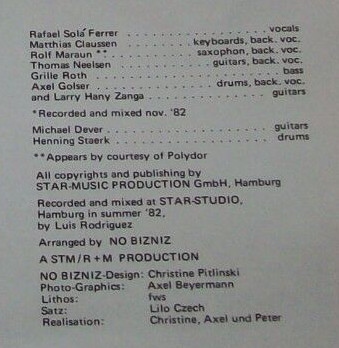 Rafael Solá Ferrer . . . . . . . . . . . . . . . . . vocals
Matthias Claussen . . . . . . . . keyboards, back. voc.
Rolf Maraun ** . . . . . . . . . . . saxophon, back. voc.
Thomas Neelsen . . . . . . . . . . . guitars, back. voc.
Grille Roth . . . . . . . . . . . . . . . . . . . . bass
Axel Golser . . . . . . . . . . . . . drums, back. voc.
and Larry Hany Zanga . . . . . . . . . . . . . guitars
*Recorded and mixed nov. '82
Michael Dever . . . . . . . . . . . . . . . . . guitars
Henning Staerk . . . . . . . . . . . . . . . . . drums
**Appears by courtesy of Polydor
All copyrights and publishing by
STAR-MUSIC PRODUCTION GmbH, Hamburg
Recorded and mixed at STAR-STUDIO,
Hamburg in summer '82,
by Luis Rodriguez
Arranged by NO BIZNIZ
A STM/R+M PRODUCTION
NO BIZNIZ-Design: Christine Pitlinski
Photo-Graphics: Axel Beyermann
Lithos: fws
Satz: Lilo Czech
Realisation: Christine, Axel und Peter